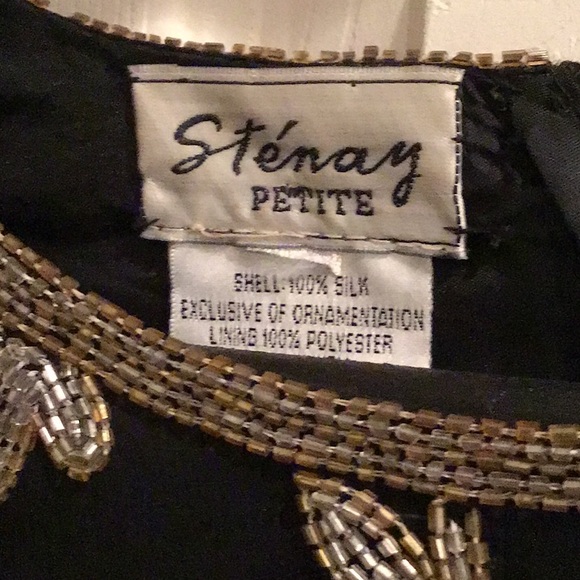 Sténay
PETITE
SHELL:100% SILK
EXCLUSIVE OF ORNAMENTATION
LINING 100% POLYESTER